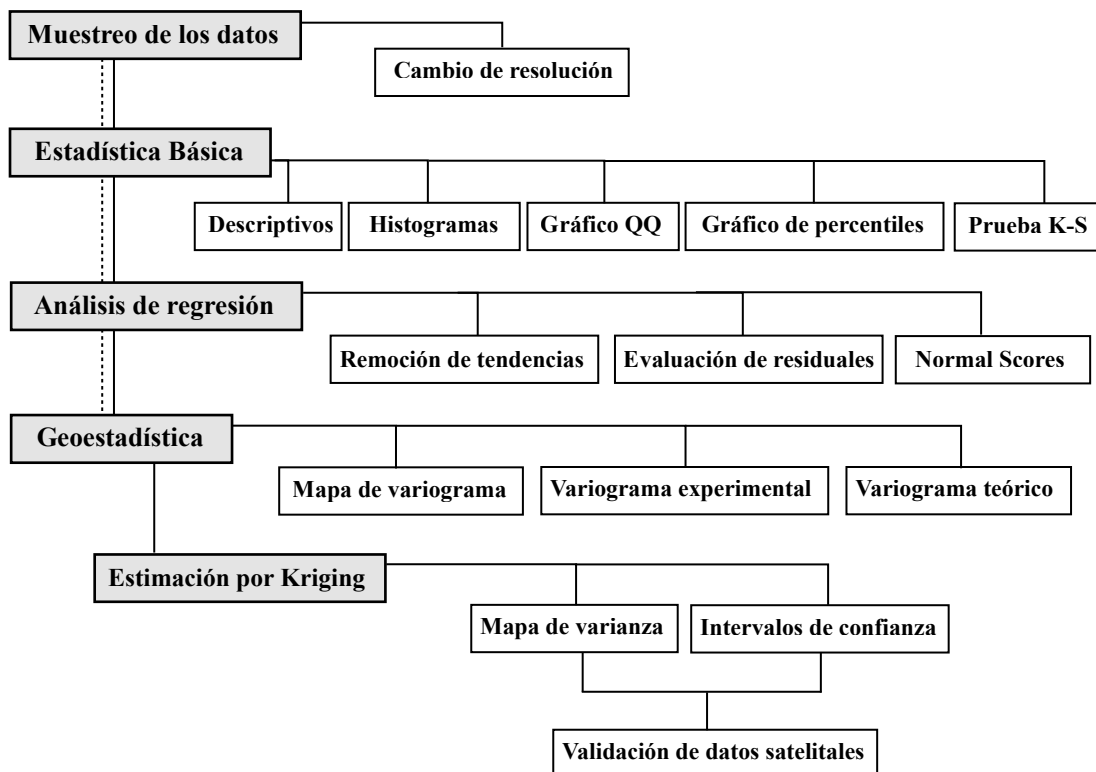 Muestreo de los datos
Cambio de resolución
Estadística Básica
Descriptivos
Histogramas
Gráfico QQ
Gráfico de percentiles
Prueba K-S
Análisis de regresión
Remoción de tendencias
Evaluación de residuales
Normal Scores
Geoestadística
Mapa de variograma
Variograma experimental
Variograma teórico
Estimación por Kriging
Mapa de varianza
Intervalos de confianza
Validación de datos satelitales